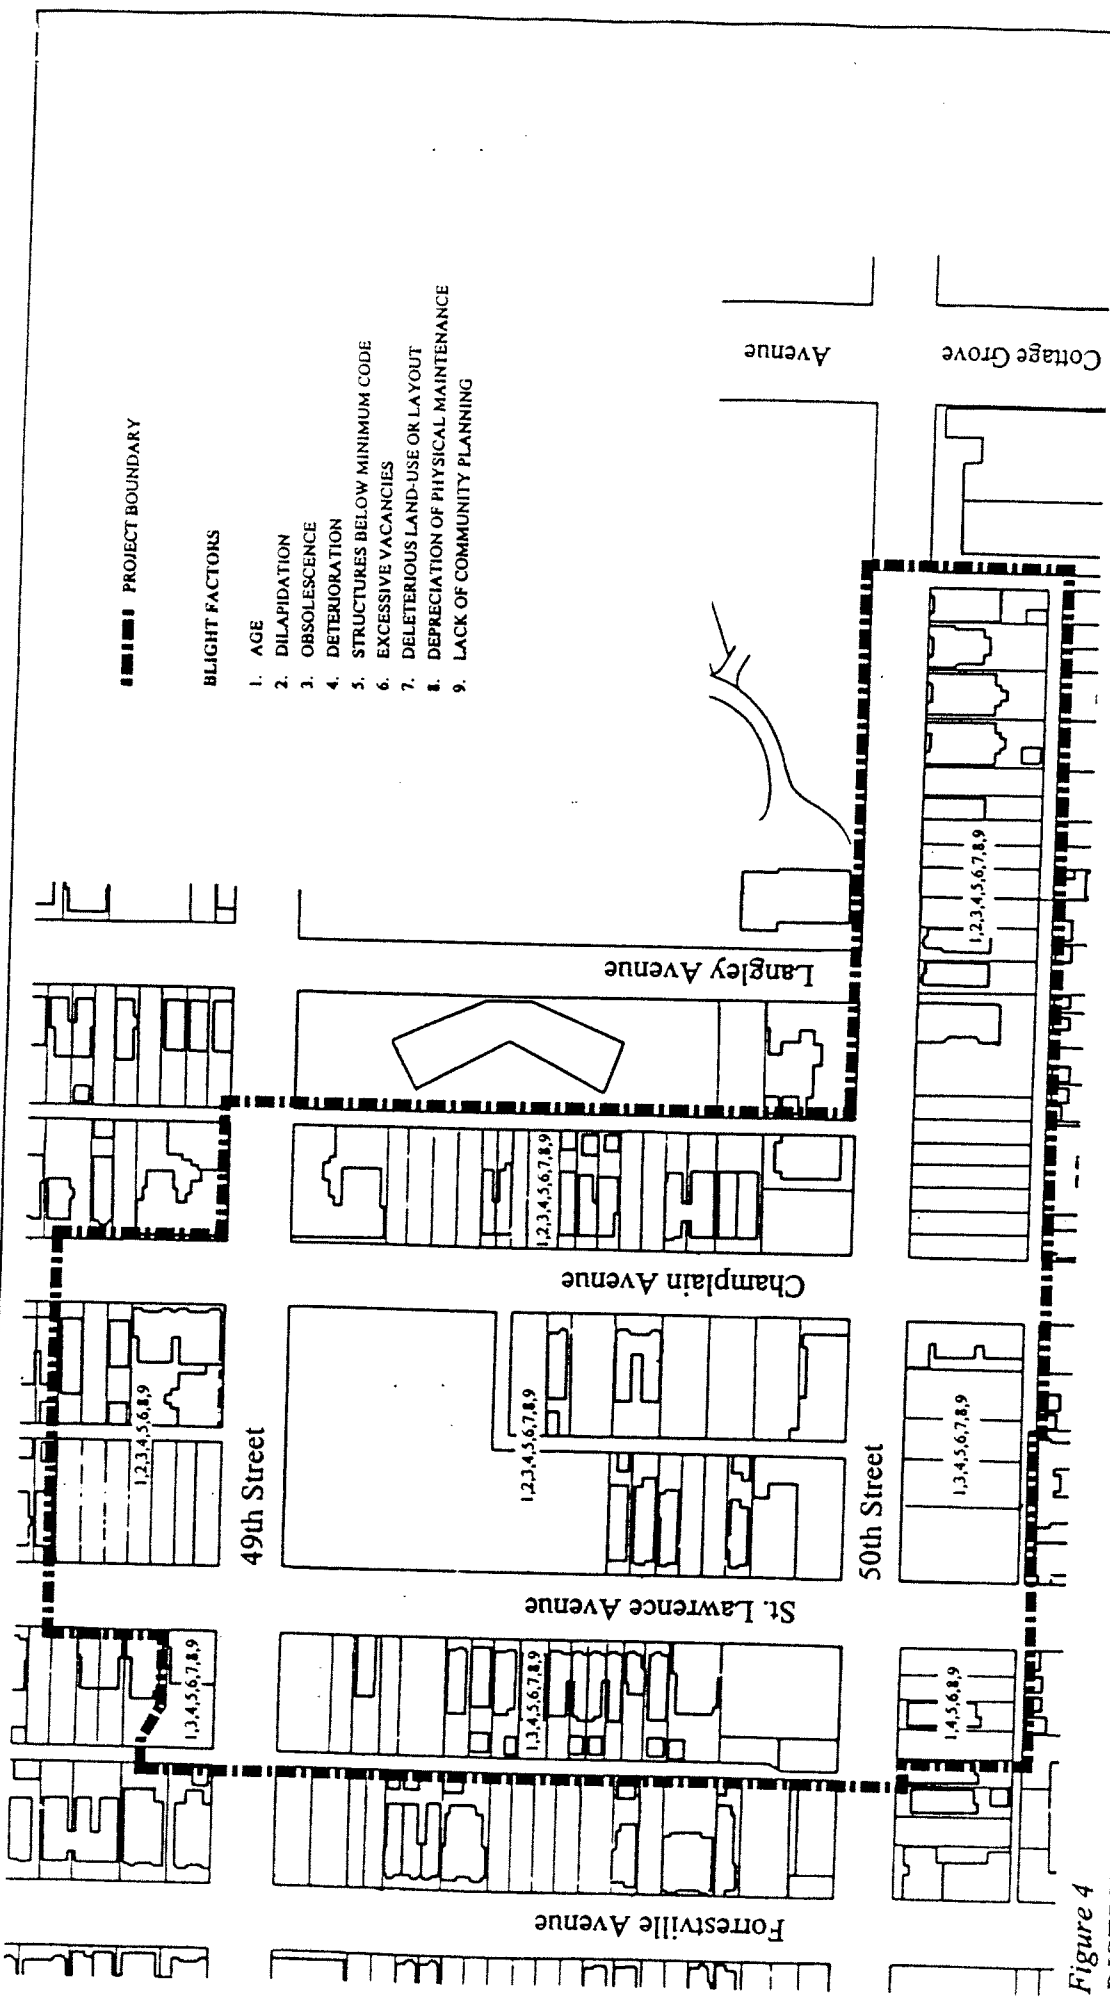 PROJECT BOUNDARY
BLIGHT FACTORS
1. AGE
2. DILAPIDATION
3. OBSOLESCENCE
4. DETERIORATION
5. STRUCTURES BELOW MINIMUM CODE
6. EXCESSIVE VACANCIES
7. DELETERIOUS LAND-USE OR LAYOUT
8. DEPRECIATION OF PHYSICAL MAINTENANCE
9. LACK OF COMMUNITY PLANNING
Avenue
Cottage Grove
Langley Avenue
1,2,3,4,5,6,7,8,9
1,2,3,4,5,6,7,8,9
Champlain Avenue
1,2,3,4,5,6,8,9
1,2,3,4,5,6,7,8,9
1,3,4,5,6,7,8,9
49th Street
50th Street
St. Lawrence Avenue
1,3,4,5,6,7,8,9
1,3,4,5,6,7,8,9
1,4,5,6,8,9
Forrestville Avenue
Figure 4